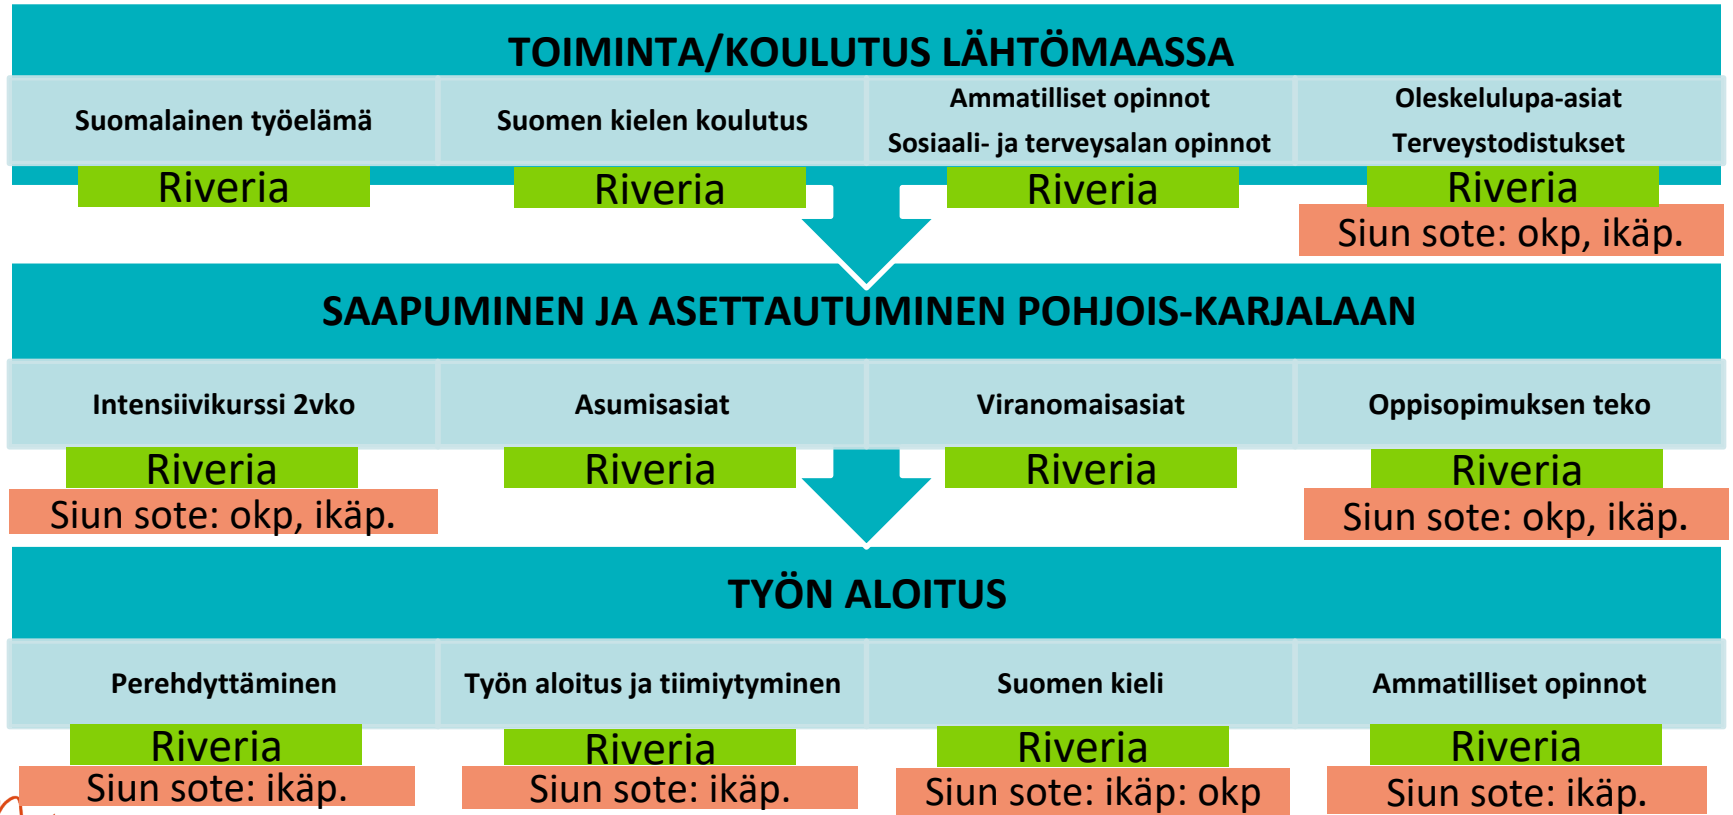 TOIMINTA/KOULUTUS LÄHTÖMAASSA
Suomalainen työelämä
Riveria
Suomen kielen koulutus
Riveria
Ammatilliset opinnot
Sosiaali- ja terveysalan opinnot
Riveria
Oleskelulupa-asiat
Terveystodistukset
Riveria
Siun sote: okp, ikäp.
SAAPUMINEN JA ASETTAUTUMINEN POHJOIS-KARJALAAN
Intensiivikurssi 2vko
Riveria
Siun sote: okp, ikäp.
Asumisasiat
Riveria
Viranomaisasiat
Riveria
Oppisopimuksen teko
Riveria
Siun sote: okp, ikäp.
TYÖN ALOITUS
Perehdyttäminen
Riveria
Siun sote: ikäp.
Työn aloitus ja tiimiytyminen
Riveria
Siun sote: ikäp.
Suomen kieli
Riveria
Siun sote: ikäp: okp
Ammatilliset opinnot
Riveria
Siun sote: ikäp.